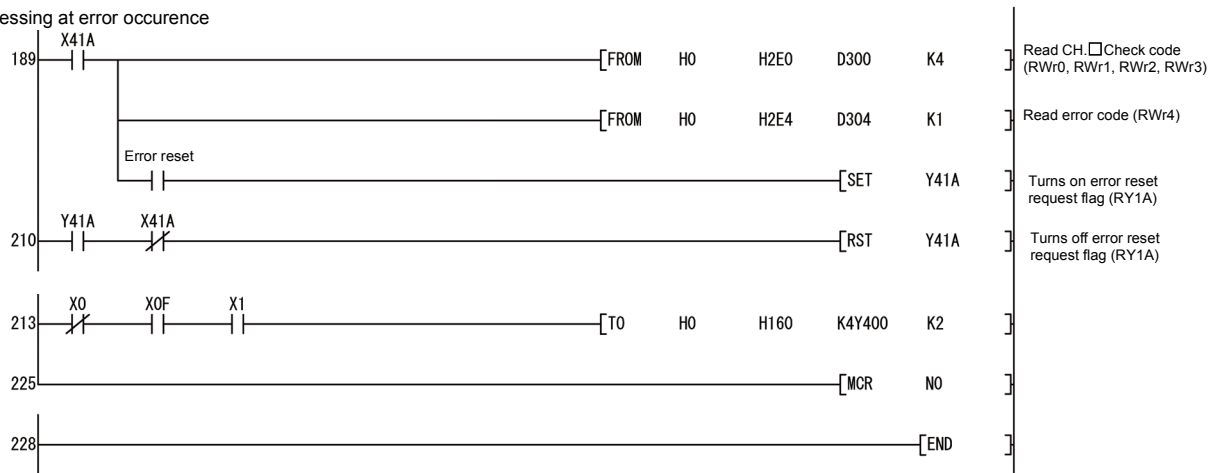 essing at error occurence
X41A
189 FROM H0 H2E0 D300 K4 Read CH.□Check code
(RWr0, RWr1, RWr2, RWr3)
FROM H0 H2E4 D304 K1 Read error code (RWr4)
Error reset
SET Y41A Turns on error reset
request flag (RY1A)
Y41A X41A
210 RST Y41A Turns off error reset
request flag (RY1A)
X0 X0F X1
213 TO H0 H160 K4Y400 K2
225 MCR N0
228 END